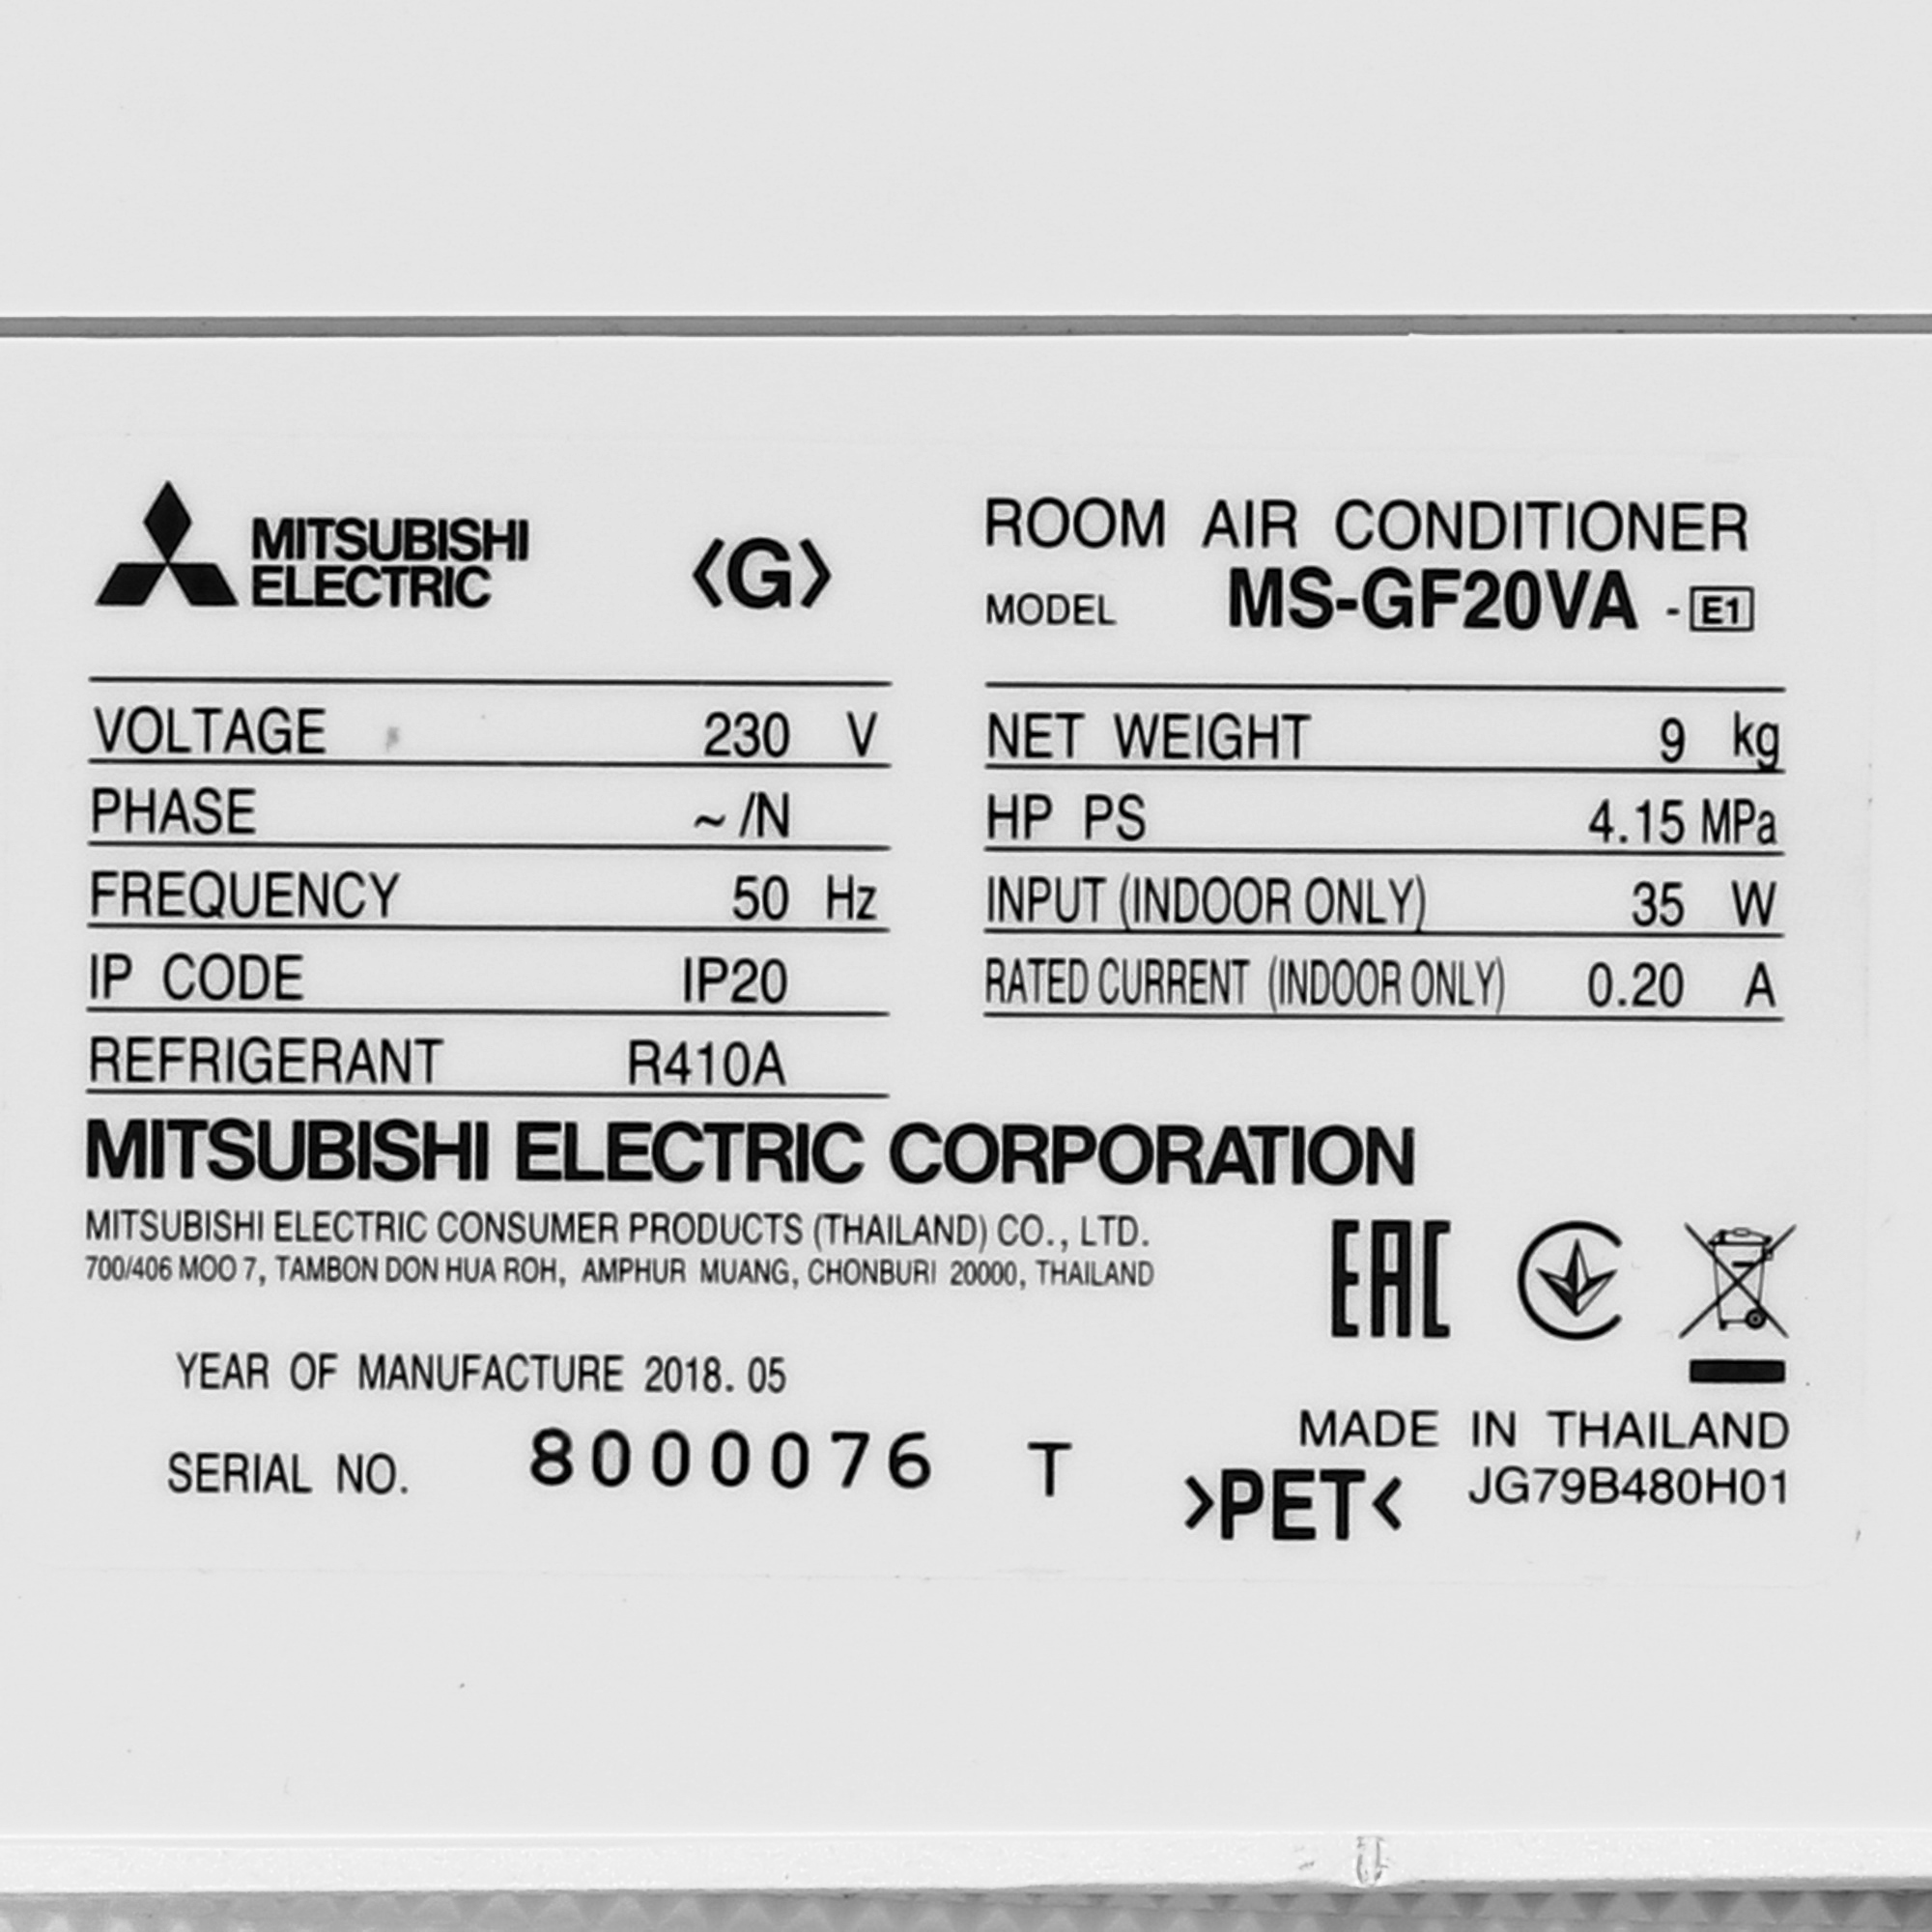 MITSUBISHI
ELECTRIC
〈G〉
ROOM AIR CONDITIONER
MODEL MS-GF20VA - E1
VOLTAGE 230 V
PHASE ~/N
FREQUENCY 50 Hz
IP CODE IP20
REFRIGERANT R410A
NET WEIGHT 9 kg
HP PS 4.15 MPa
INPUT (INDOOR ONLY) 35 W
RATED CURRENT (INDOOR ONLY) 0.20 A
MITSUBISHI ELECTRIC CORPORATION
MITSUBISHI ELECTRIC CONSUMER PRODUCTS (THAILAND) CO., LTD.
700/406 MOO 7, TAMBON DON HUA ROH, AMPHUR MUANG, CHONBURI 20000, THAILAND
EAC
YEAR OF MANUFACTURE 2018.05
SERIAL NO. 8000076 T
MADE IN THAILAND
>PET< JG79B480H01